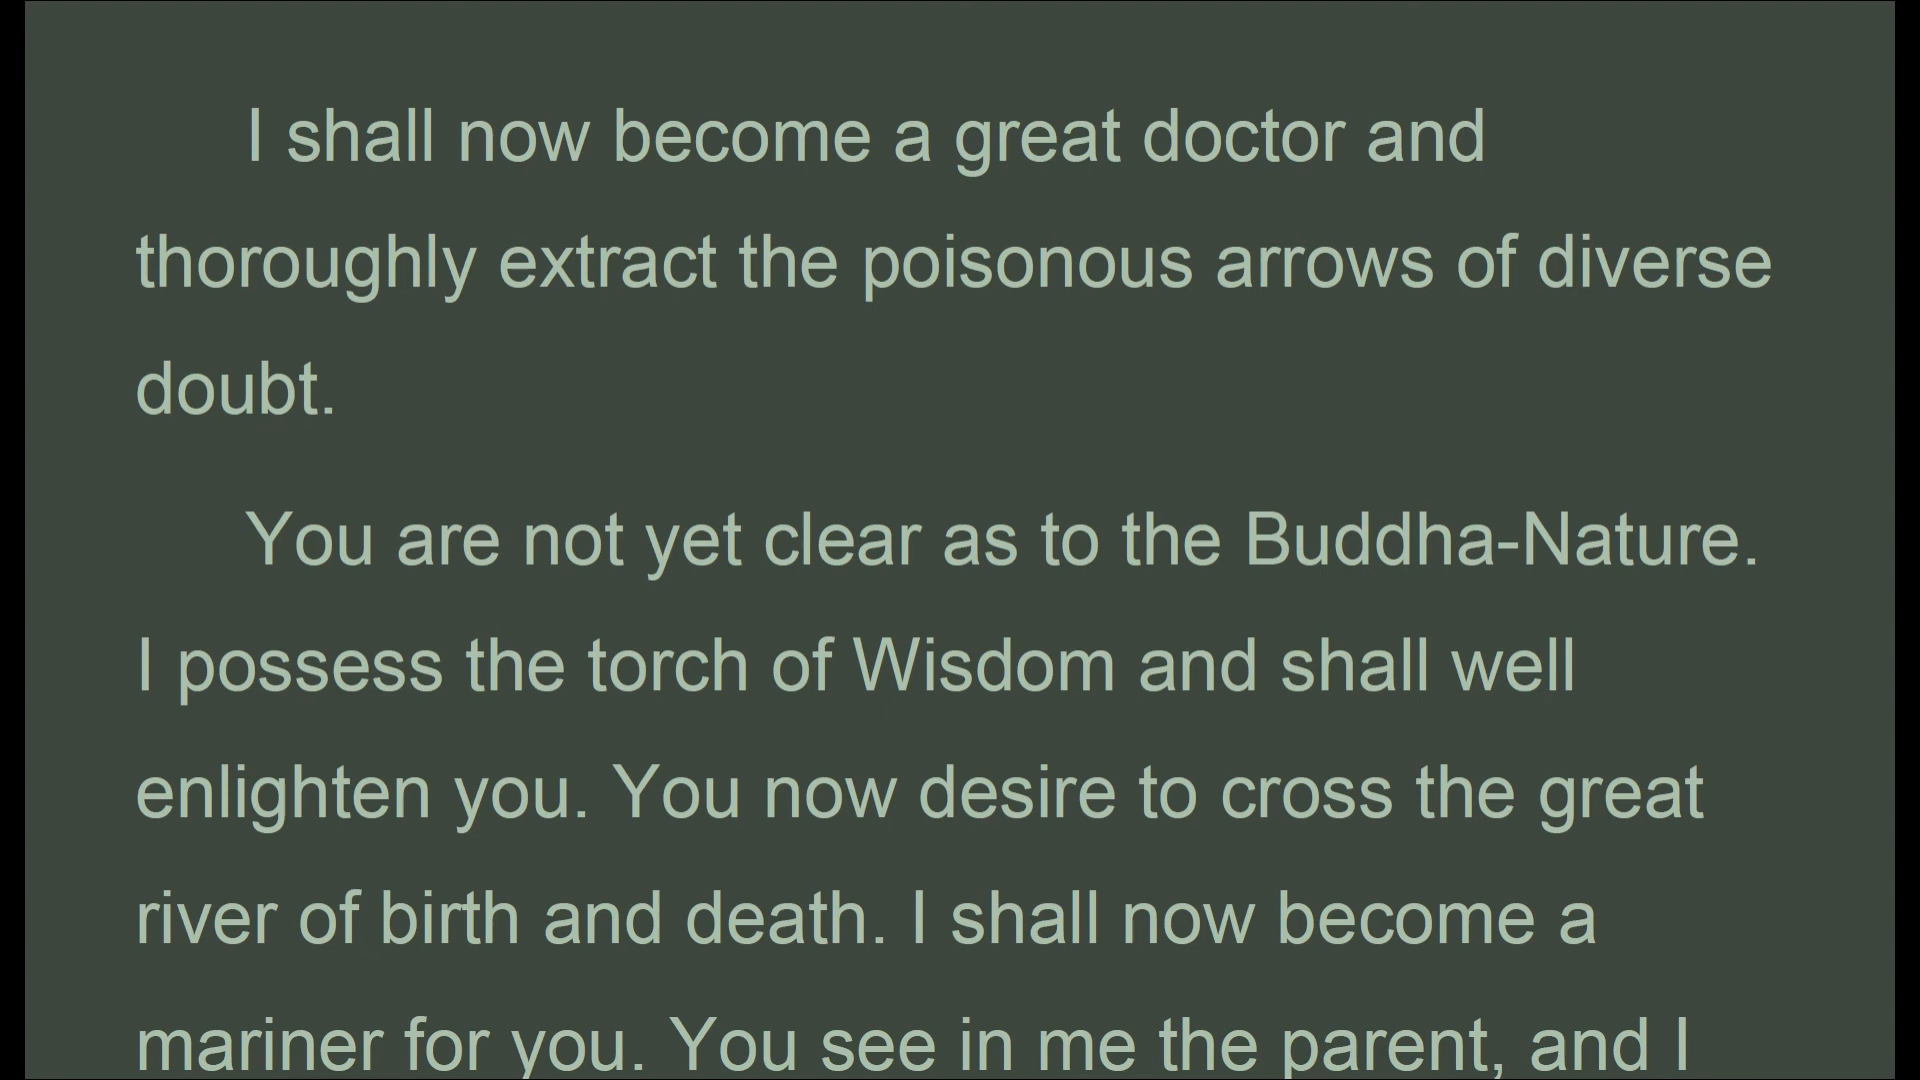 I shall now become a great doctor and
thoroughly extract the poisonous arrows of diverse
doubt.
You are not yet clear as to the Buddha-Nature.
I possess the torch of Wisdom and shall well
enlighten you. You now desire to cross the great
river of birth and death. I shall now become a
mariner for you. You see in me the parent, and I